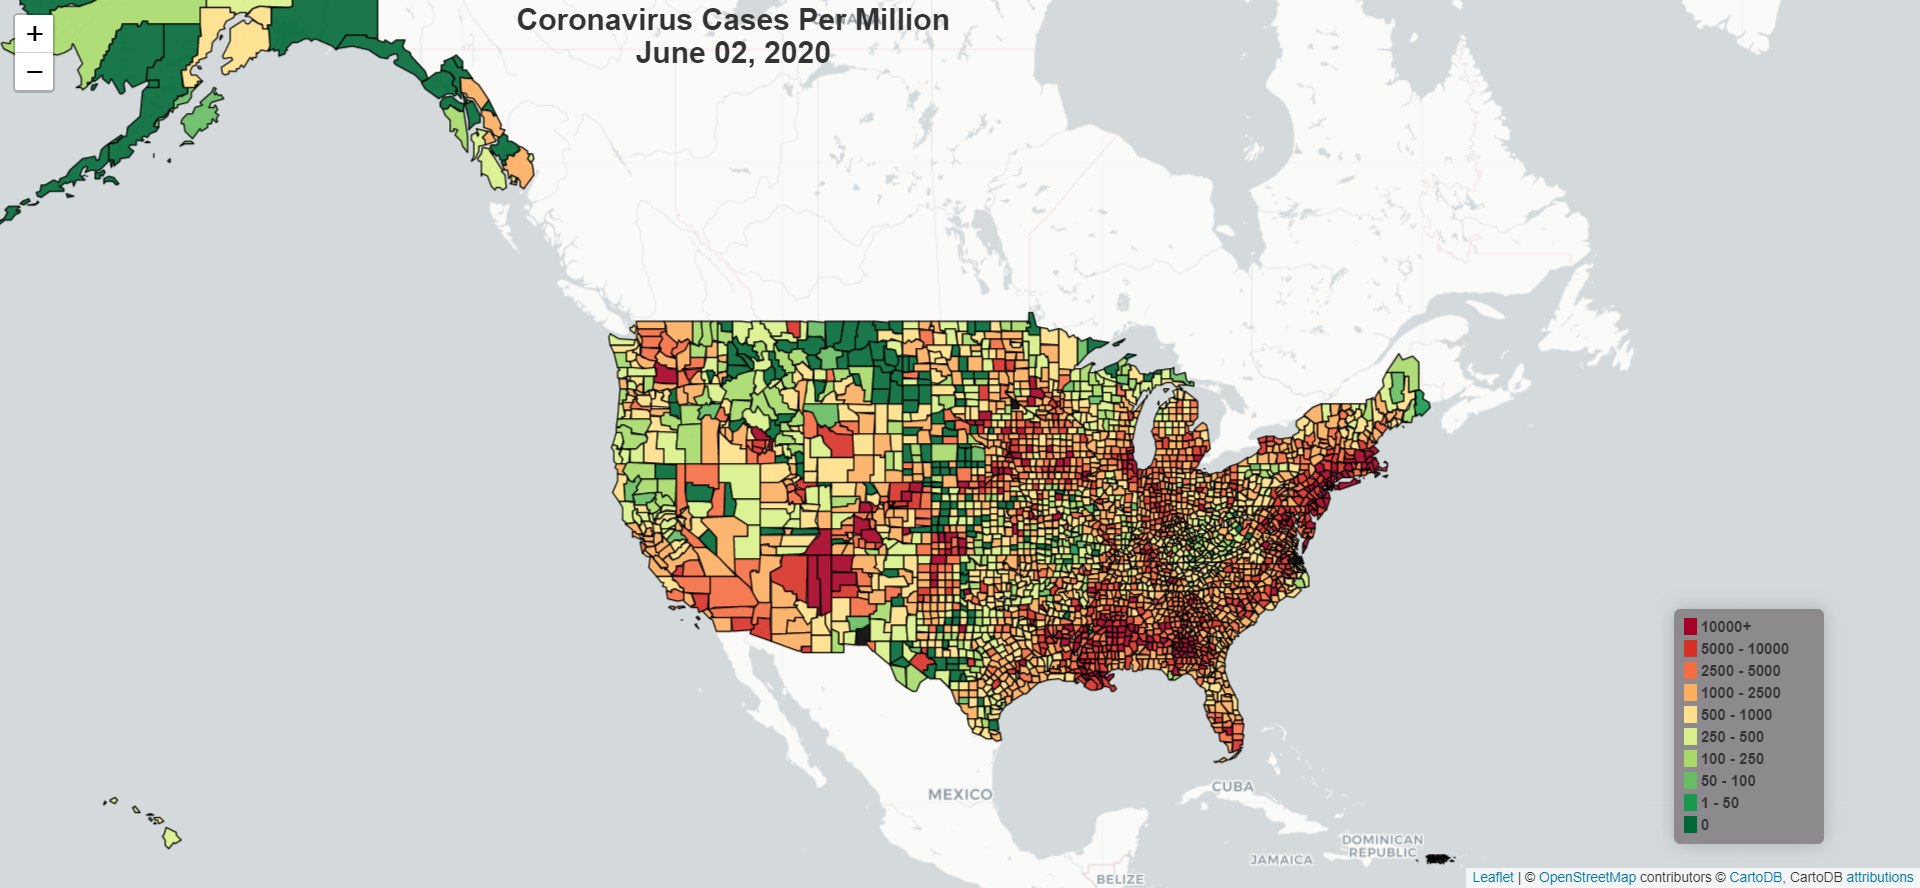 +
−
CANADA
Coronavirus Cases Per Million
June 02, 2020
MEXICO
CUBA
DOMINICAN
REPUBLIC
JAMAICA
BELIZE
10000+
5000 - 10000
2500 - 5000
1000 - 2500
500 - 1000
250 - 500
100 - 250
50 - 100
1 - 50
0
Leaflet | © OpenStreetMap contributors © CartoDB, CartoDB attributions